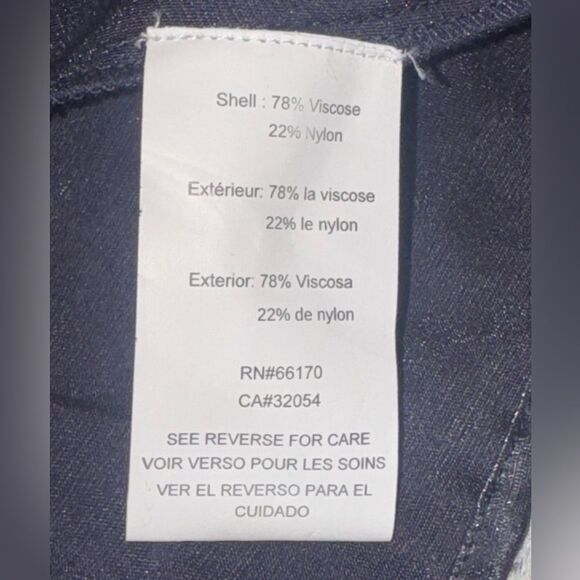 Shell : 78% Viscose
22% Nylon
Extérieur: 78% la viscose
22% le nylon
Exterior: 78% Viscosa
22% de nylon
RN#66170
CA#32054
SEE REVERSE FOR CARE
VOIR VERSO POUR LES SOINS
VER EL REVERSO PARA EL
CUIDADO